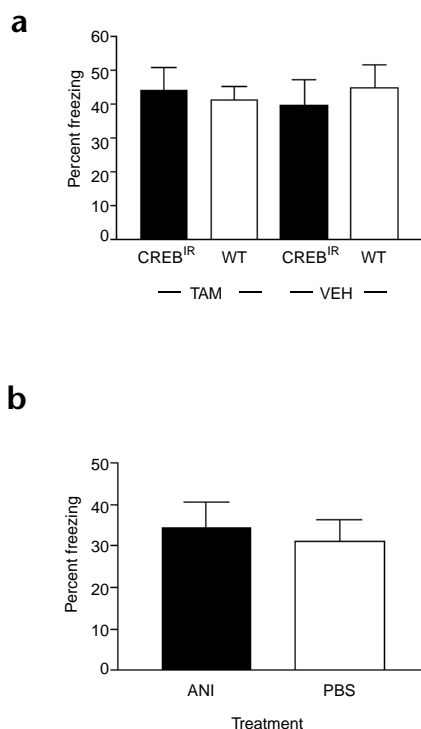 a
60
50
40
30
20
10
0
Percent freezing
CREB^IR WT CREB^IR WT
TAM VEH
b
50
40
30
20
10
0
Percent freezing
ANI PBS
Treatment